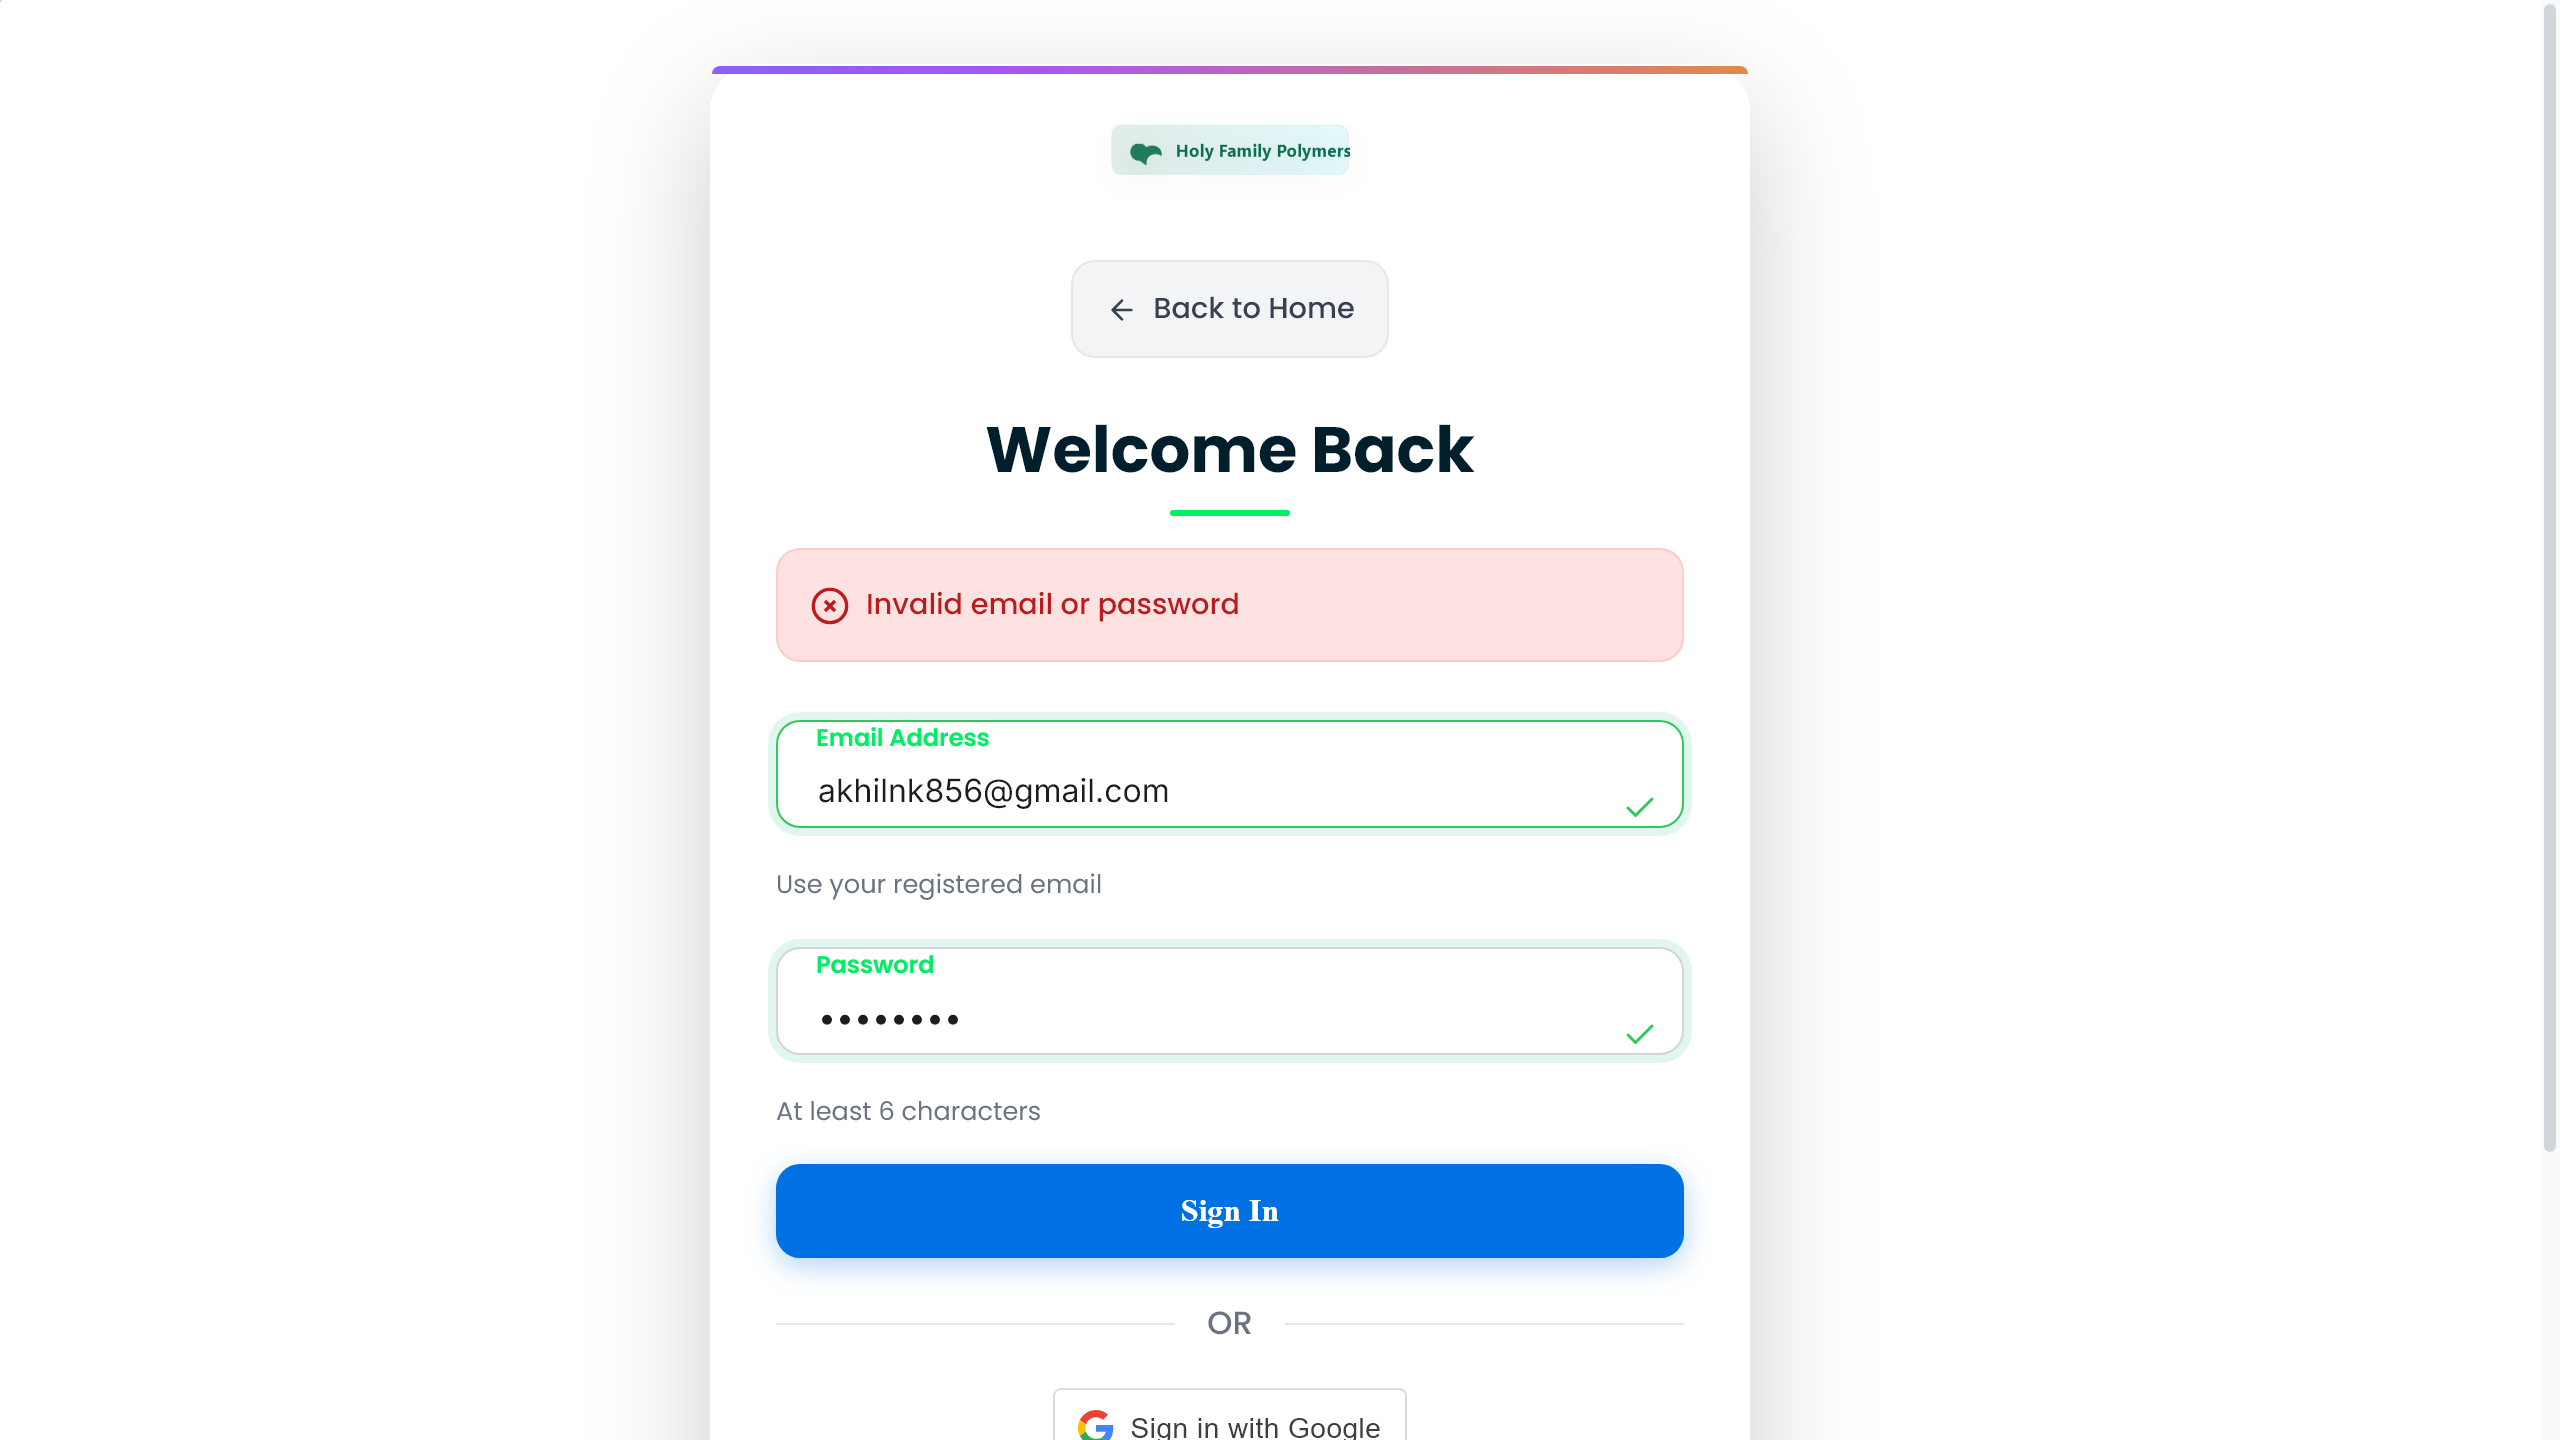 Holy Family Polymers
Back to Home
Welcome Back
Invalid email or password
Email Address
akhilnk856@gmail.com
Use your registered email
Password
••••••••
At least 6 characters
Sign In
OR
Sign in with Google